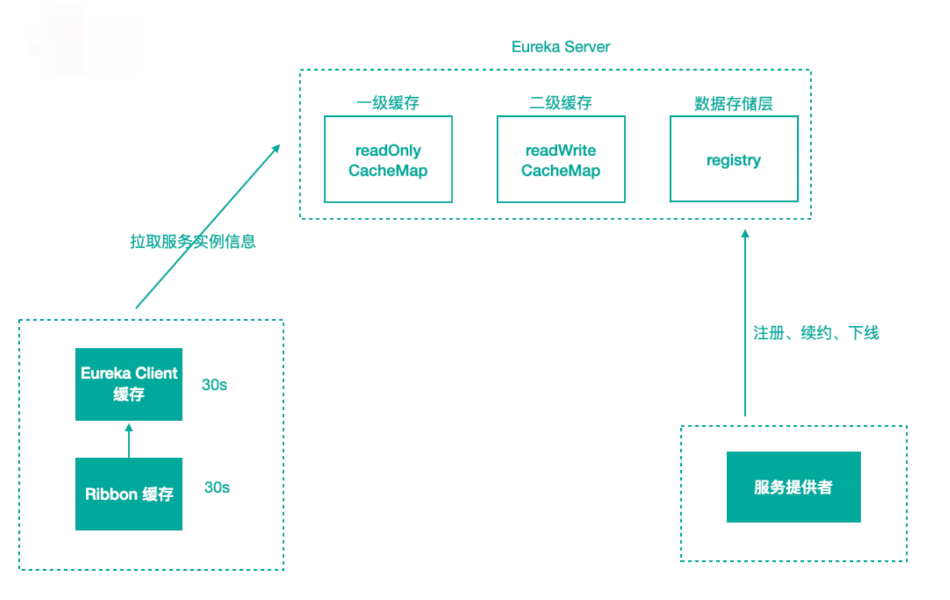 Eureka Server
一级缓存
二级缓存
数据存储层
readOnly
CacheMap
readWrite
CacheMap
registry
拉取服务实例信息
注册、续约、下线
Eureka Client
缓存
30s
Ribbon 缓存
30s
服务提供者